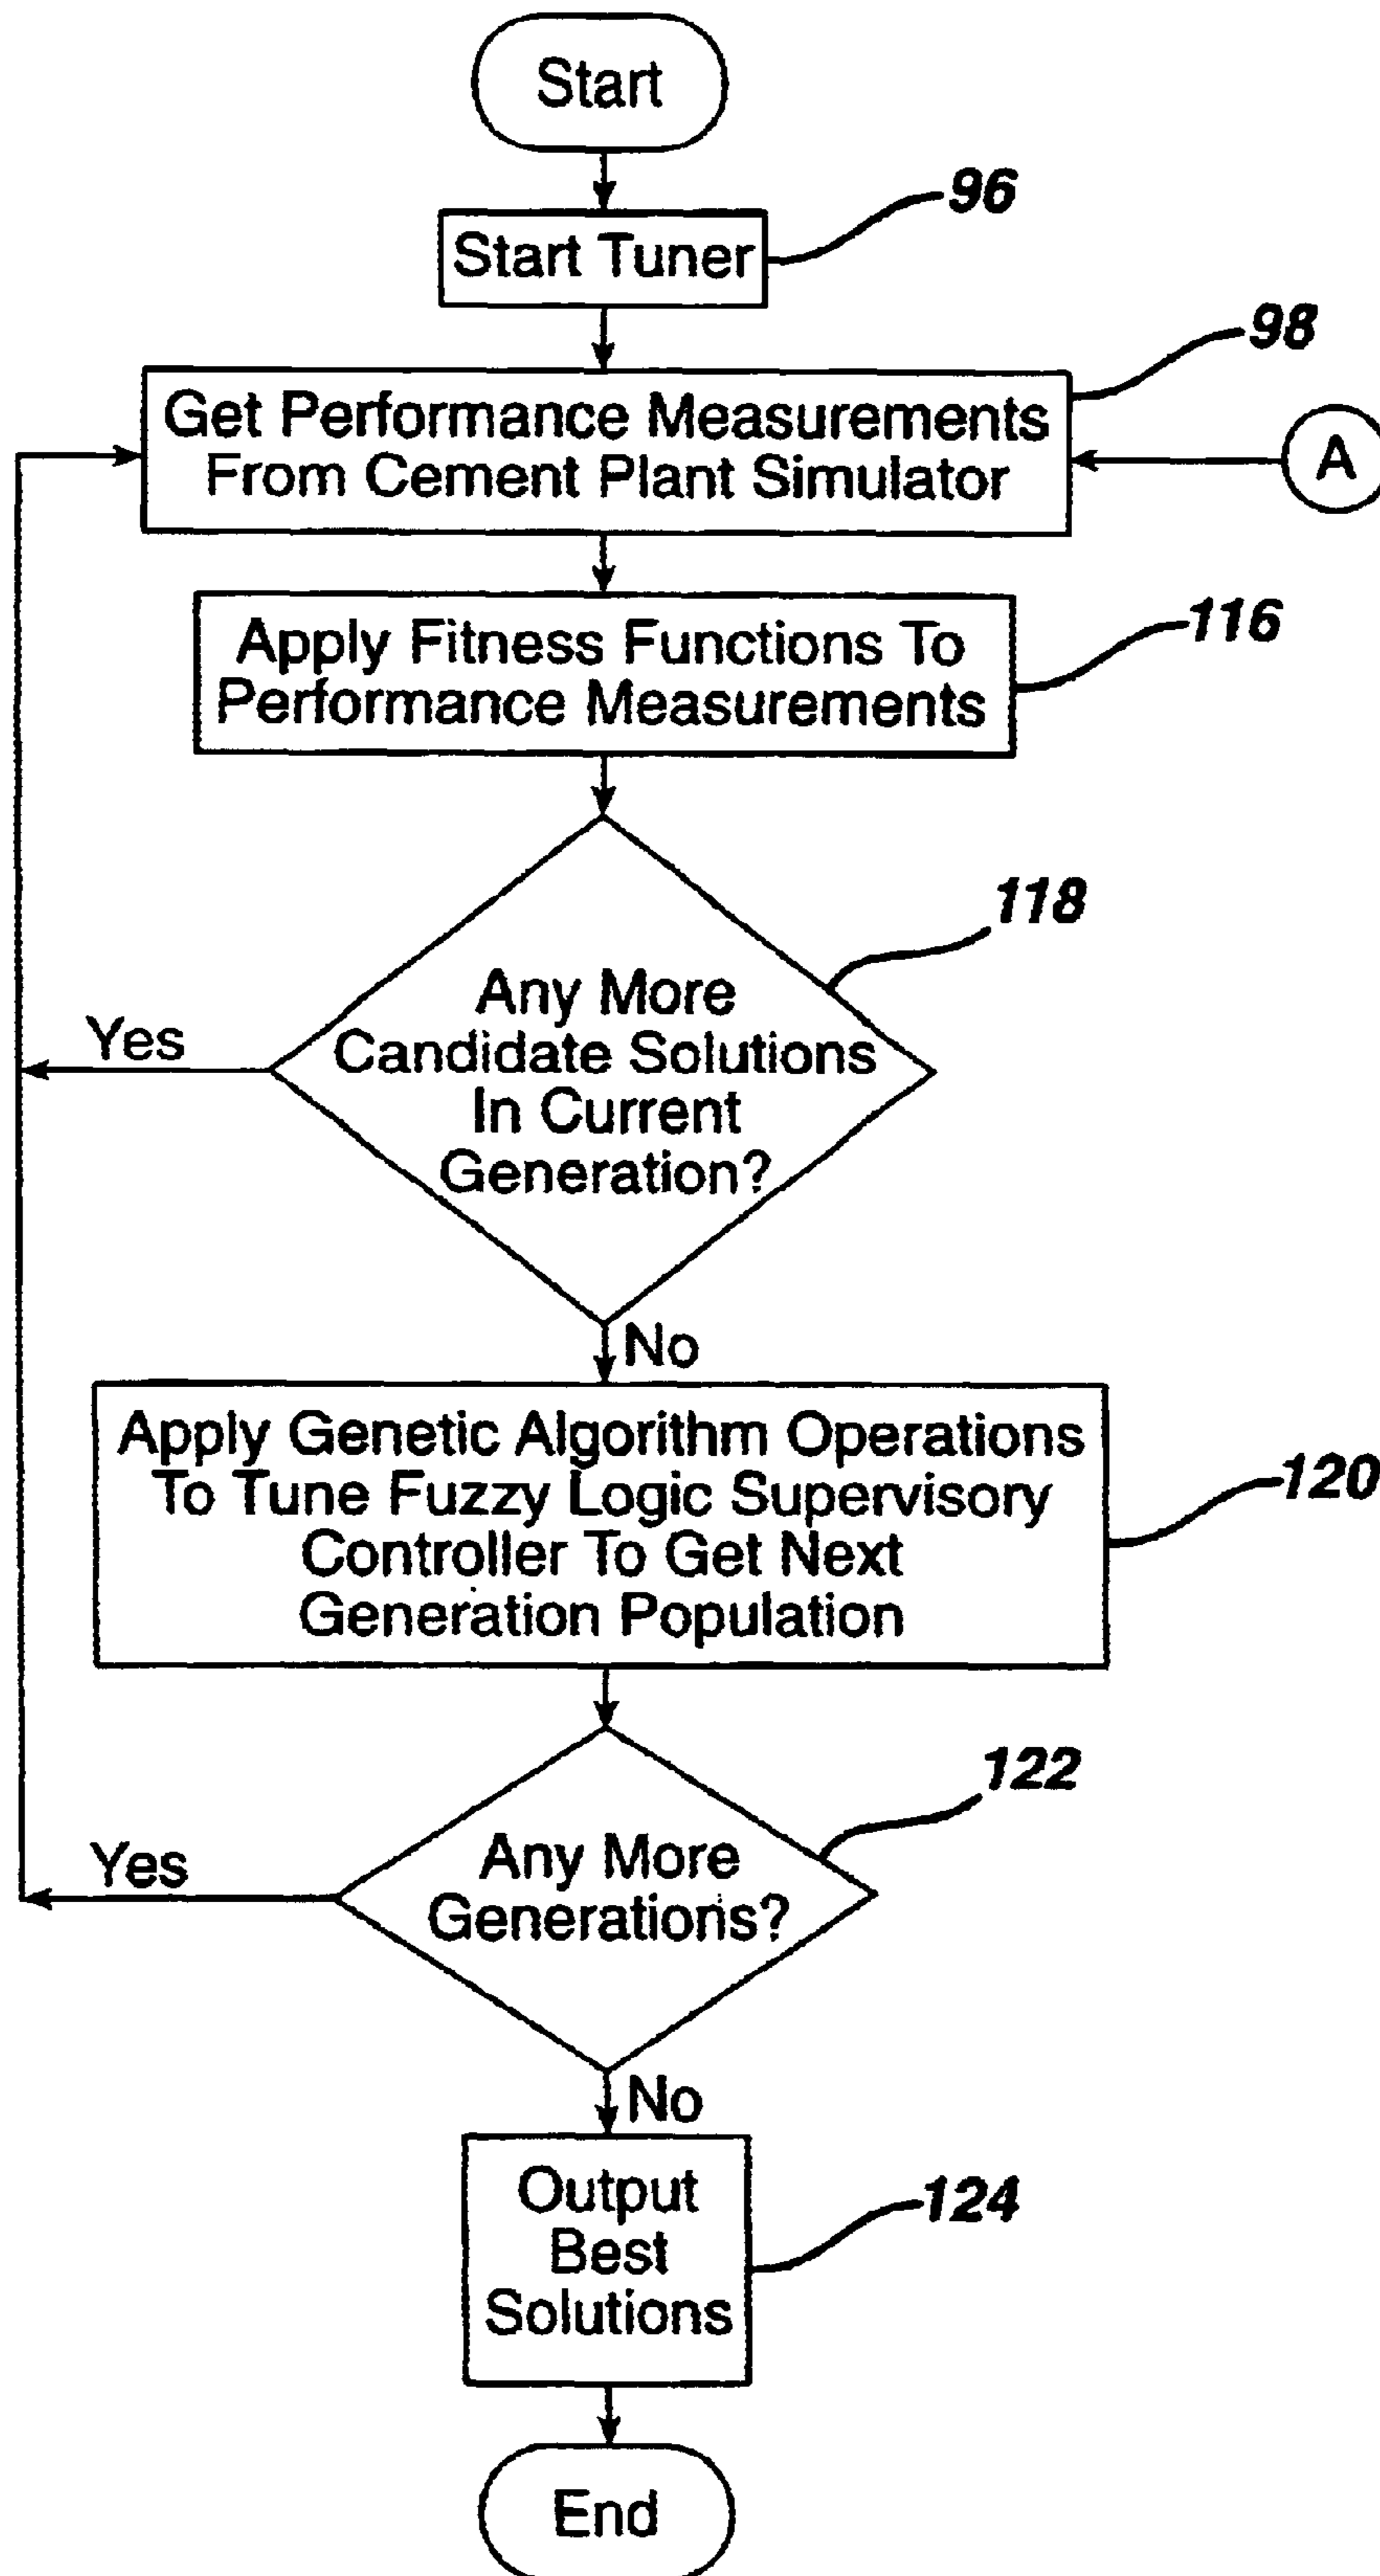 Start
96
Start Tuner
98
Get Performance Measurements
From Cement Plant Simulator
A
116
Apply Fitness Functions To
Performance Measurements
118
Any More
Candidate Solutions
In Current
Generation?
Yes
No
Apply Genetic Algorithm Operations
To Tune Fuzzy Logic Supervisory
Controller To Get Next
Generation Population
120
122
Any More
Generations?
Yes
No
Output
Best
Solutions
124
End